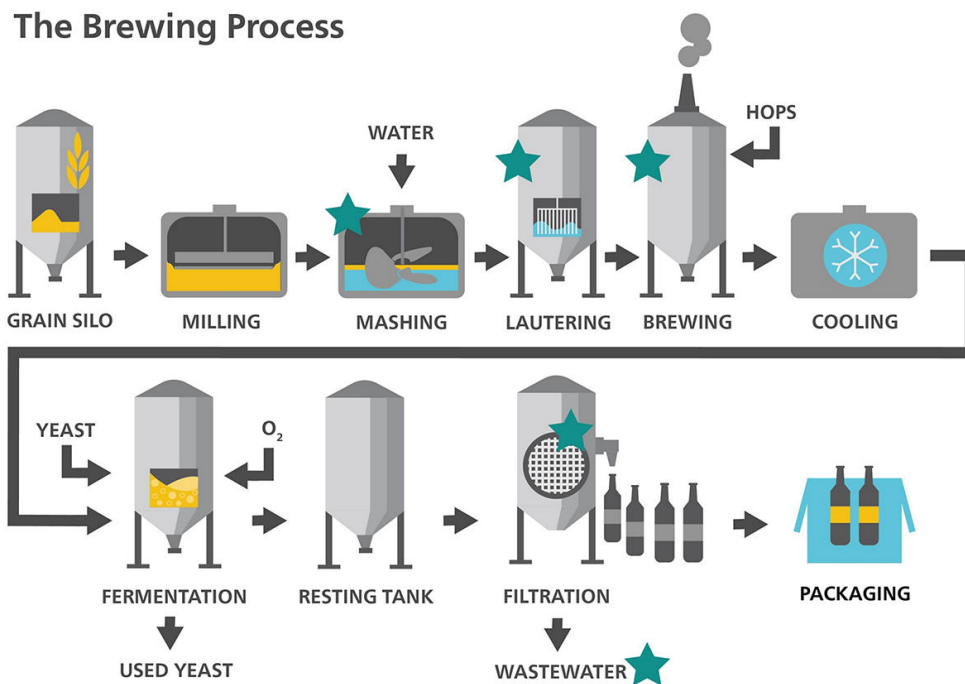 The Brewing Process
WATER
HOPS
GRAIN SILO
MILLING
MASHING
LAUTERING
BREWING
COOLING
YEAST
O₂
FERMENTATION
RESTING TANK
FILTRATION
PACKAGING
USED YEAST
WASTEWATER